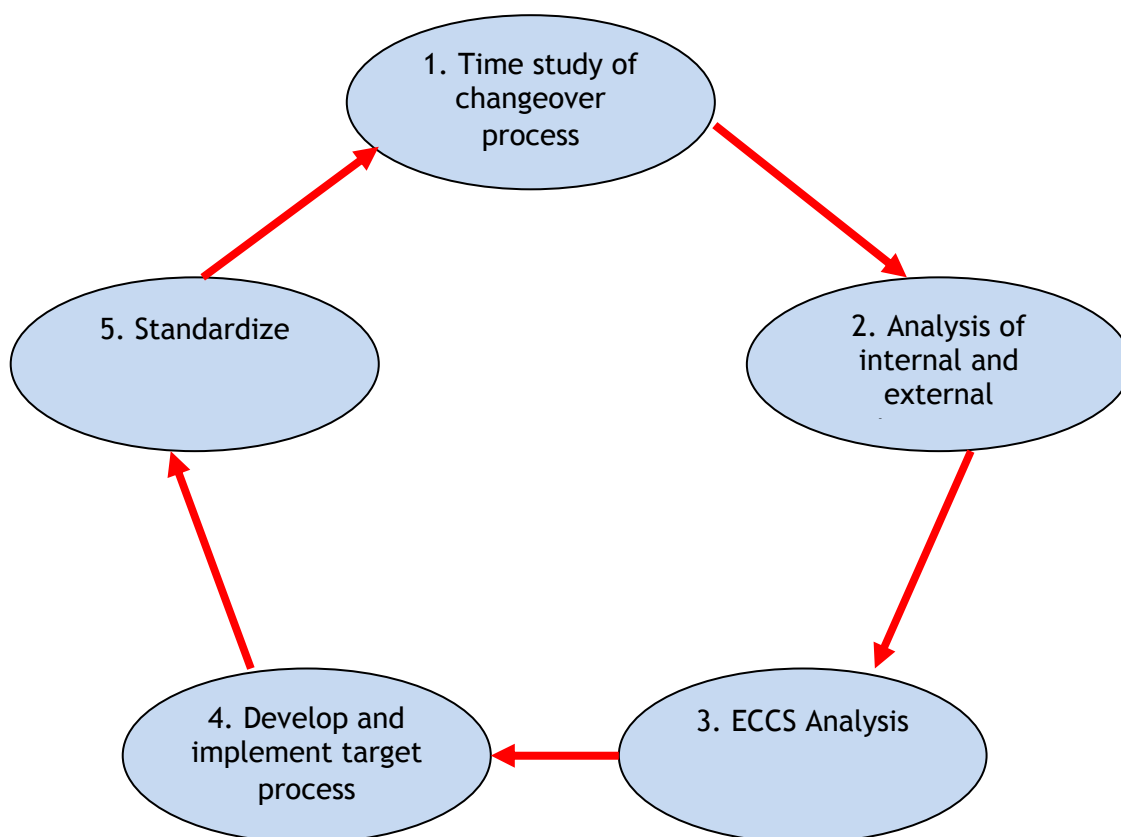 1. Time study of
changeover
process
2. Analysis of
internal and
external
3. ECCS Analysis
4. Develop and
implement target
process
5. Standardize